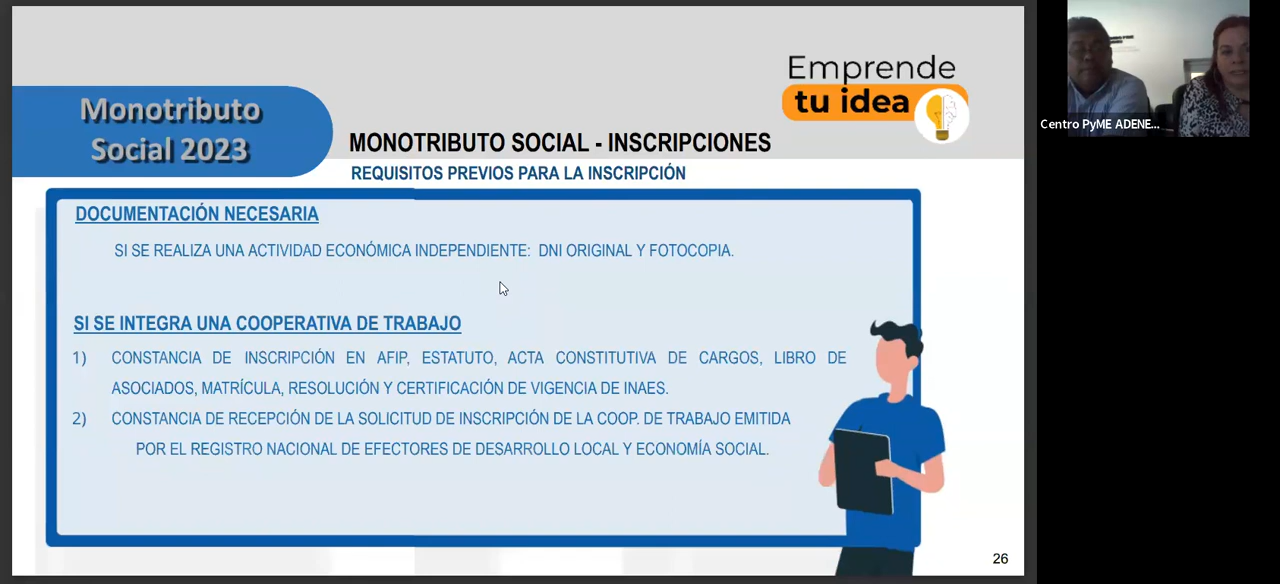 Emprende
tu idea
Monotributo
Social 2023
MONOTRIBUTO SOCIAL - INSCRIPCIONES
REQUISITOS PREVIOS PARA LA INSCRIPCIÓN
DOCUMENTACIÓN NECESARIA
SI SE REALIZA UNA ACTIVIDAD ECONÓMICA INDEPENDIENTE: DNI ORIGINAL Y FOTOCOPIA.
SI SE INTEGRA UNA COOPERATIVA DE TRABAJO
1) CONSTANCIA DE INSCRIPCIÓN EN AFIP, ESTATUTO, ACTA CONSTITUTIVA DE CARGOS, LIBRO DE
ASOCIADOS, MATRÍCULA, RESOLUCIÓN Y CERTIFICACIÓN DE VIGENCIA DE INAES.
2) CONSTANCIA DE RECEPCIÓN DE LA SOLICITUD DE INSCRIPCIÓN DE LA COOP. DE TRABAJO EMITIDA
POR EL REGISTRO NACIONAL DE EFECTORES DE DESARROLLO LOCAL Y ECONOMÍA SOCIAL.
26
Centro PyME ADENE...